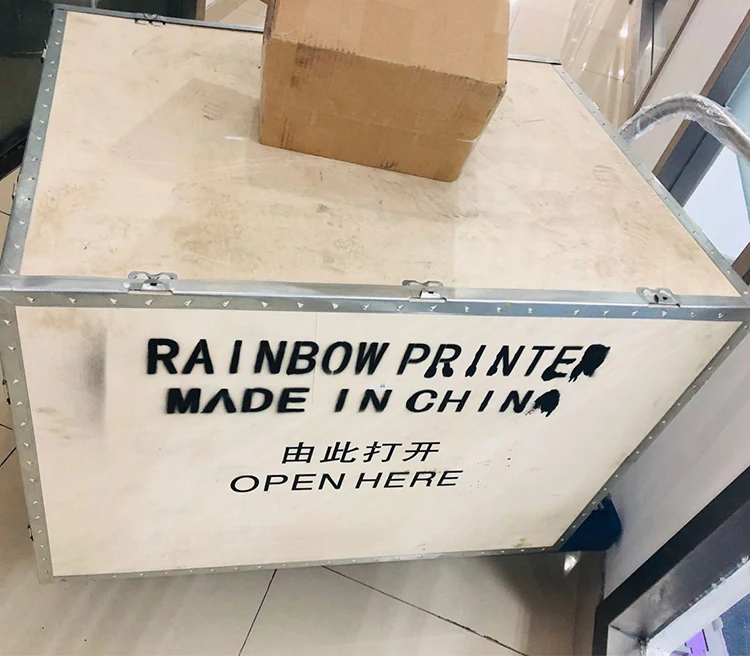 RAINBOW PRINTER
MADE IN CHINA
由此打开
OPEN HERE